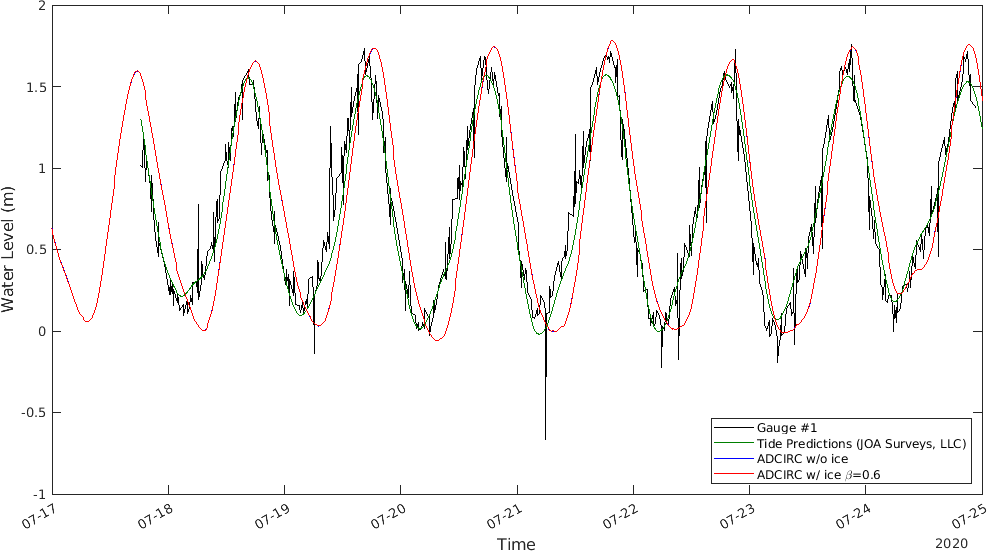 2
1.5
1
0.5
0
-0.5
-1
Water Level (m)
Gauge #1
Tide Predictions (JOA Surveys, LLC)
ADCIRC w/o ice
ADCIRC w/ ice β=0.6
07-17
07-18
07-19
07-20
07-21
07-22
07-23
07-24
07-25
Time
2020